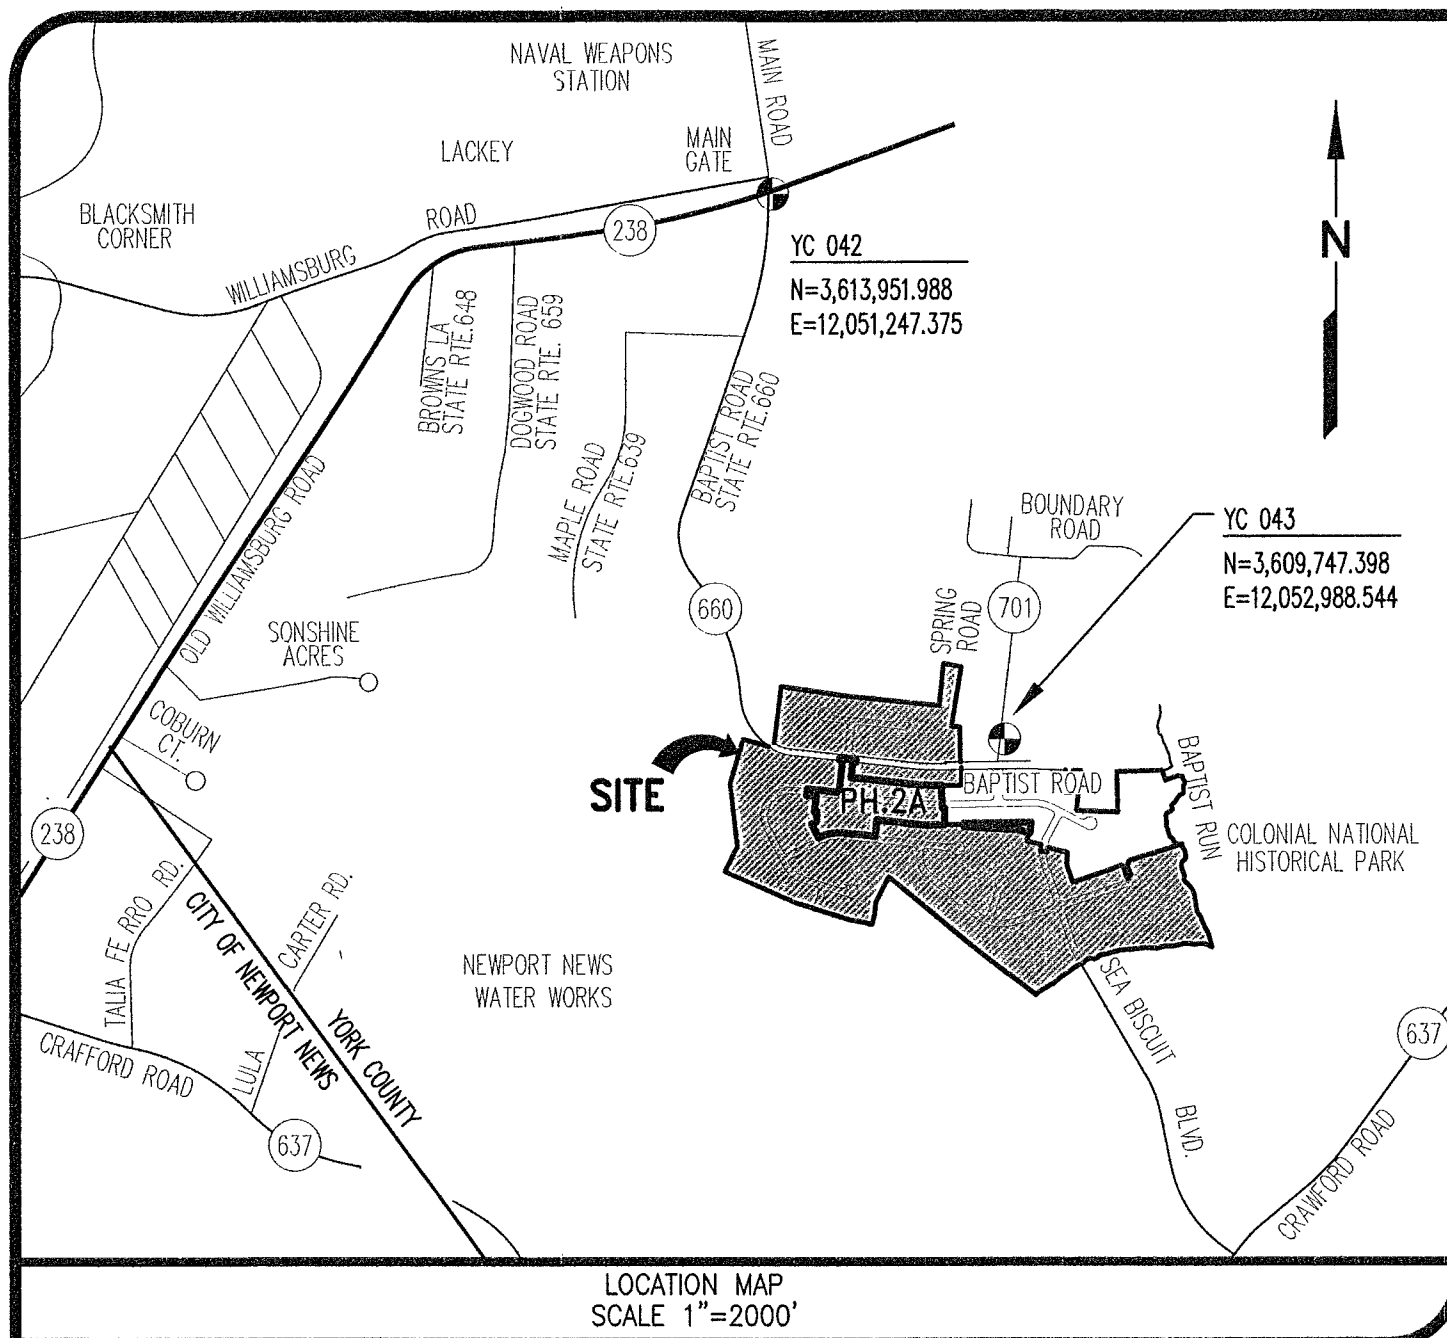 NAVAL WEAPONS
STATION
MAIN ROAD
LACKEY
MAIN
GATE
BLACKSMITH
CORNER
ROAD
238
WILLIAMSBURG
YC 042
N=3,613,951.988
E=12,051,247.375
N
BROWNS LA
STATE RTE.648
DOGWOOD ROAD
STATE RTE. 659
MAPLE ROAD
STATE RTE.639
BAPTIST ROAD
STATE RTE.660
OLD WILLIAMSBURG ROAD
BOUNDARY
ROAD
YC 043
N=3,609,747.398
E=12,052,988.544
660
SPRING
ROAD
701
SONSHINE
ACRES
COBURN
CT.
SITE
PH.2A
BAPTIST ROAD
BAPTIST RUN
COLONIAL NATIONAL
HISTORICAL PARK
238
TALIA FE RRO RD.
CITY OF NEWPORT NEWS
YORK COUNTY
CARTER RD.
LULA
NEWPORT NEWS
WATER WORKS
CRAFFORD ROAD
637
SEA BISCUIT
BLVD.
637
CRAWFORD ROAD
LOCATION MAP
SCALE 1"=2000'